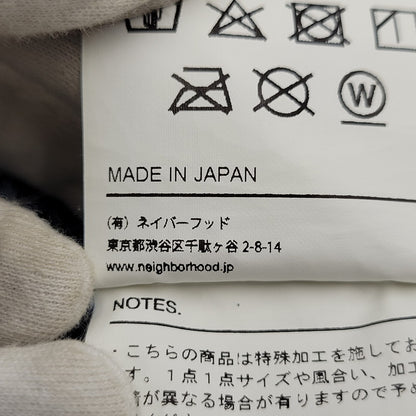 W
MADE IN JAPAN
(有) ネイバーフッド
東京都渋谷区千駄ヶ谷 2-8-14
www.neighborhood.jp
NOTES.
・こちらの商品は特殊加工を施してお
す。1点1点サイズや風合い、加工
が異なる場合が有りますので予め